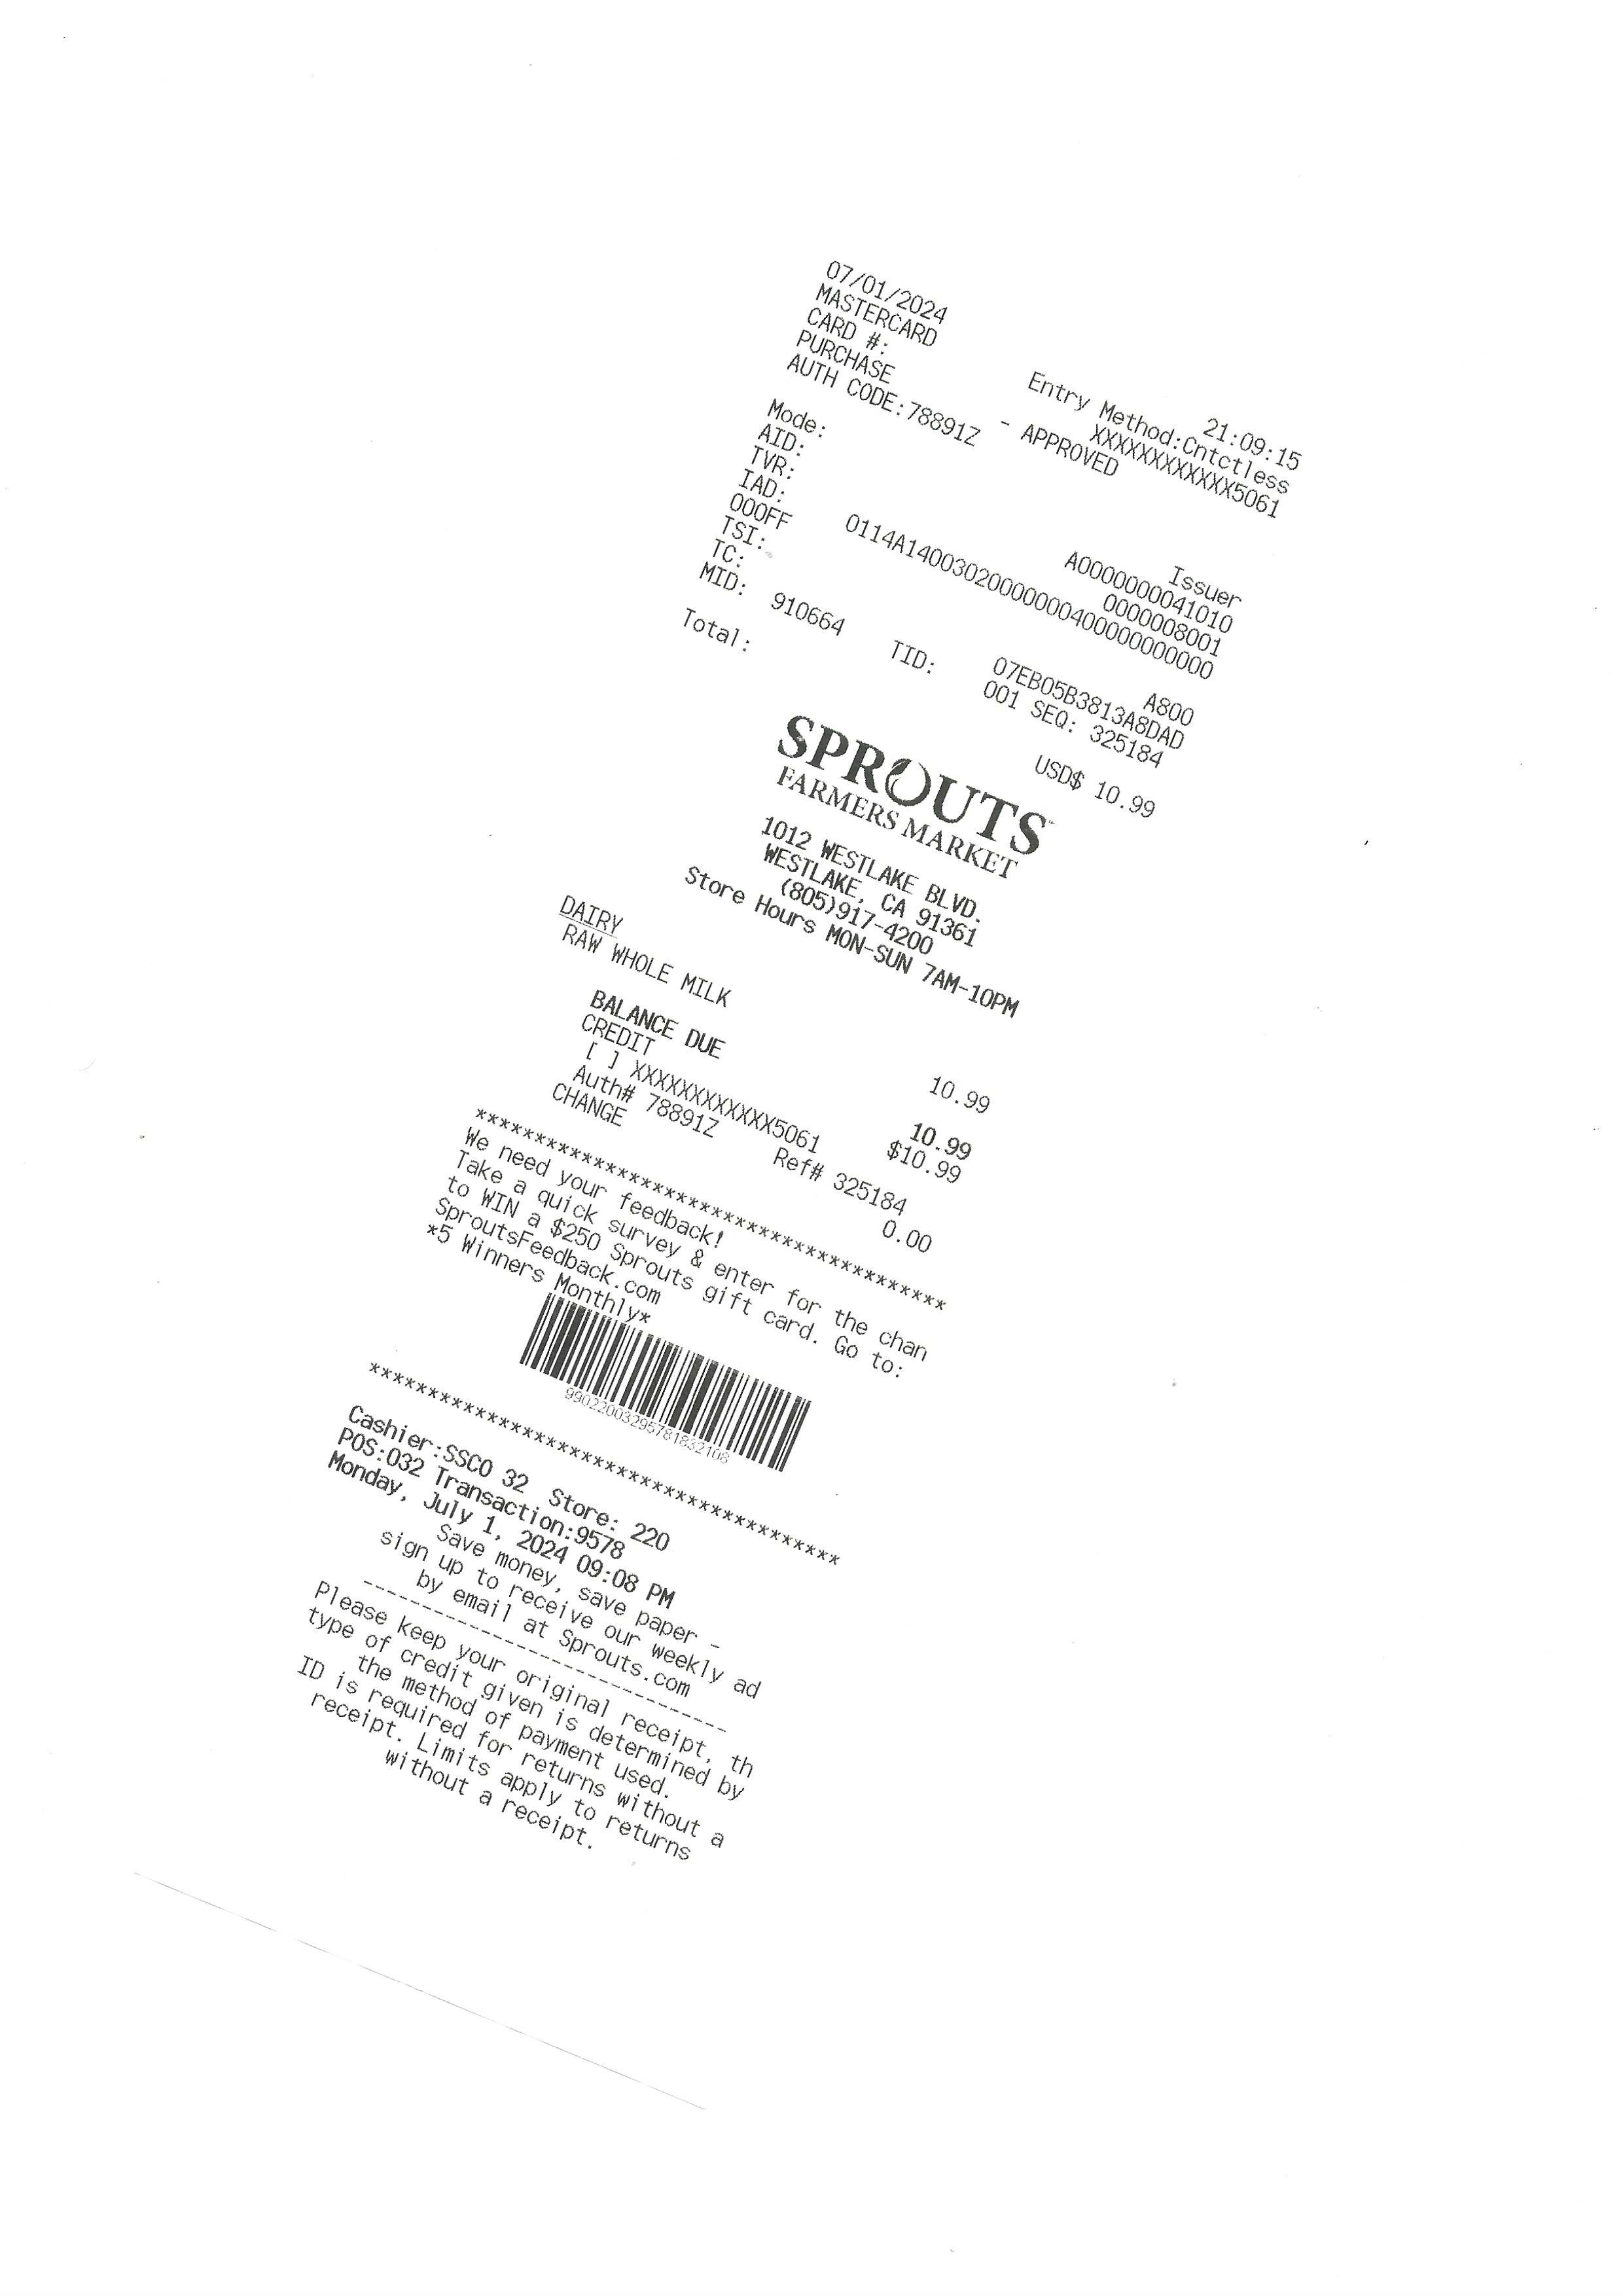 07/01/2024 21:09:15
MASTERCARD Entry Method:Cntctless
CARD #: XXXXXXXXXXXX5061
PURCHASE - APPROVED
AUTH CODE:78891Z
Mode: Issuer
AID: A0000000041010
TVR: 0000008001
IAD: 0114A1400302000000040000000000
000FF
TSI: A800
TC: 07EB05B3813A8DAD
MID: 910664 TID: 001 SEQ: 325184
Total: USD$ 10.99
SPROUTS
FARMERS MARKET
1012 WESTLAKE BLVD.
WESTLAKE, CA 91361
(805)917-4200
Store Hours MON-SUN 7AM-10PM
DAIRY
RAW WHOLE MILK 10.99
BALANCE DUE 10.99
CREDIT $10.99
[ ] XXXXXXXXXXXX5061
Auth# 78891Z Ref# 325184
CHANGE 0.00
****************************************
We need your feedback!
Take a quick survey & enter for the chan
to WIN a $250 Sprouts gift card. Go to:
SproutsFeedback.com
*5 Winners Monthly*
99022003295781832108
****************************************
Cashier:SSCO 32 Store: 220
POS:032 Transaction:9578
Monday, July 1, 2024 09:08 PM
Save money, save paper -
sign up to receive our weekly ad
by email at Sprouts.com
--------------------------------
Please keep your original receipt, th
type of credit given is determined by
the method of payment used.
ID is required for returns without a
receipt. Limits apply to returns
without a receipt.